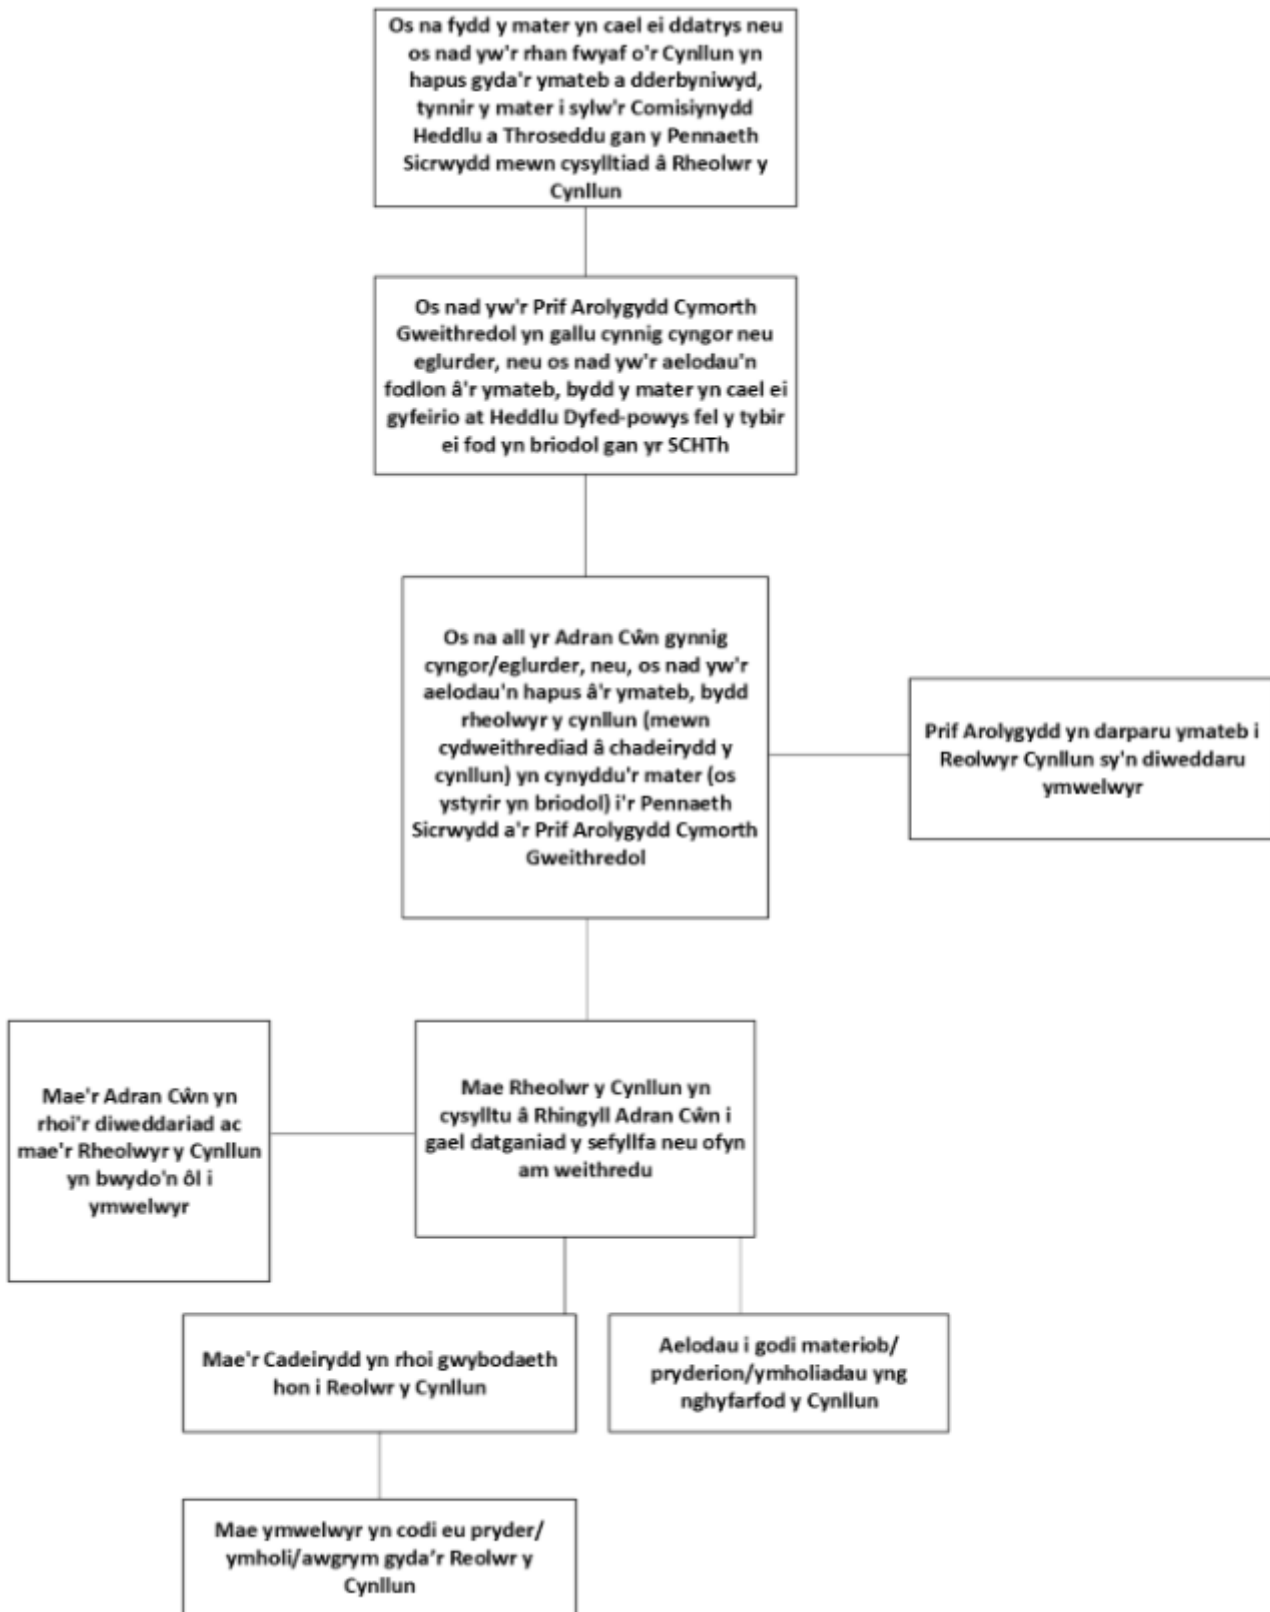 Os na fydd y mater yn cael ei ddatrys neu
os nad yw'r rhan fwyaf o'r Cynllun yn
hapus gyda'r ymateb a dderbyniwyd,
tynnir y mater i sylw'r Comisiynydd
Heddlu a Throseddu gan y Pennaeth
Sicrwydd mewn cysylltiad â Rheolwr y
Cynllun
Os nad yw'r Prif Arolygydd Cymorth
Gweithredol yn gallu cynnig cyngor neu
eglurder, neu os nad yw'r aelodau'n
fodlon â'r ymateb, bydd y mater yn cael ei
gyfeirio at Heddlu Dyfed-powys fel y tybir
ei fod yn briodol gan yr SCHTh
Os na all yr Adran Cŵn gynnig
cyngor/eglurder, neu, os nad yw'r
aelodau'n hapus â'r ymateb, bydd
rheolwyr y cynllun (mewn
cydweithrediad â chadeirydd y
cynllun) yn cynyddu'r mater (os
ystyrir yn briodol) i'r Pennaeth
Sicrwydd a'r Prif Arolygydd Cymorth
Gweithredol
Prif Arolygydd yn darparu ymateb i
Reolwyr Cynllun sy'n diweddaru
ymwelwyr
Mae'r Adran Cŵn yn
rhoi'r diweddariad ac
mae'r Rheolwyr y Cynllun
yn bwydo'n ôl i
ymwelwyr
Mae Rheolwr y Cynllun yn
cysylltu â Rhingyll Adran Cŵn i
gael datganiad y sefyllfa neu ofyn
am weithredu
Mae'r Cadeirydd yn rhoi gwybodaeth
hon i Reolwr y Cynllun
Aelodau i godi materiob/
pryderion/ymholiadau yng
nghyfarfod y Cynllun
Mae ymwelwyr yn codi eu pryder/
ymholi/awgrym gyda'r Reolwr y
Cynllun